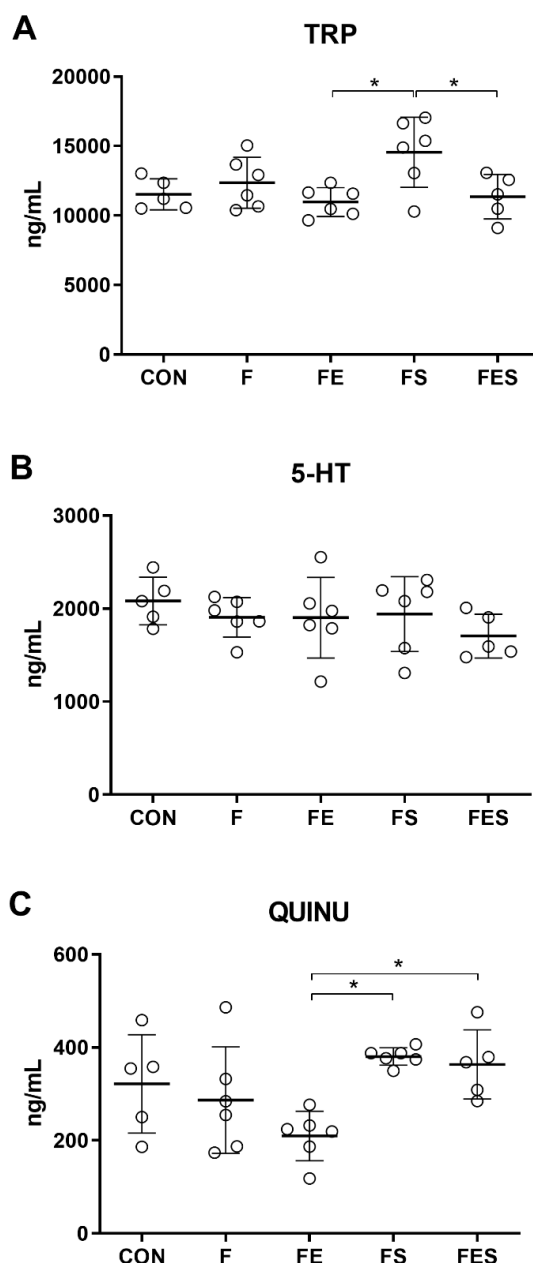 A
TRP
* *
20000
15000
10000
5000
0
ng/mL
CON F FE FS FES
B
5-HT
3000
2000
1000
0
ng/mL
CON F FE FS FES
C
QUINU
*
*
600
400
200
0
ng/mL
CON F FE FS FES